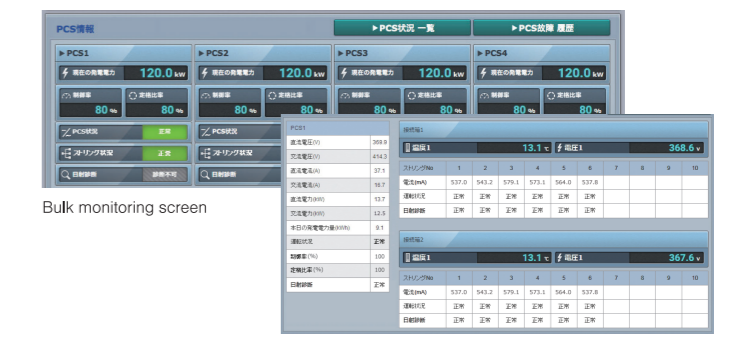 PCS情報
▶PCS状況 一覧
▶PCS故障 履歴
▶PCS1
▶PCS2
▶PCS3
▶PCS4
現在の発電電力 120.0 kW
現在の発電電力 120.0 kW
現在の発電電力 120.0 kW
現在の発電電力 120.0 kW
制御率 定格比率
制御率 定格比率
制御率 定格比率
制御率 定格比率
80 % 80 %
80 % 80 %
80 % 80 %
80 % 80 %
PCS状況 正常
PCS状況
ストリング状況 正常
ストリング状況
日射診断 診断不可
日射診断
Bulk monitoring screen
PCS1
直流電圧(V) 368.9
交流電圧(V) 414.3
直流電流(A) 37.1
交流電流(A)
直流電力(kW) 13.7
交流電力(kW) 12.5
本日の発電電力量(kWh) 9.1
運転状況 正常
制御率(%) 100
定格比率(%) 100
日射診断 正常
接続箱1
温度1 13.1 ℃ 電圧1 368.6 v
ストリングNo 1 2 3 4 5 6 7 8 9 10
電流(mA) 537.0 543.2 579.1 573.1 564.0 537.8
運転状況 正常 正常 正常 正常 正常 正常
日射診断 正常 正常 正常 正常 正常 正常
接続箱2
温度1 13.1 ℃ 電圧1 367.6 v
ストリングNo 1 2 3 4 5 6 7 8 9 10
電流(mA) 537.0 543.2 579.1 573.1 564.0 537.8
運転状況 正常 正常 正常 正常 正常 正常
日射診断 正常 正常 正常 正常 正常 正常